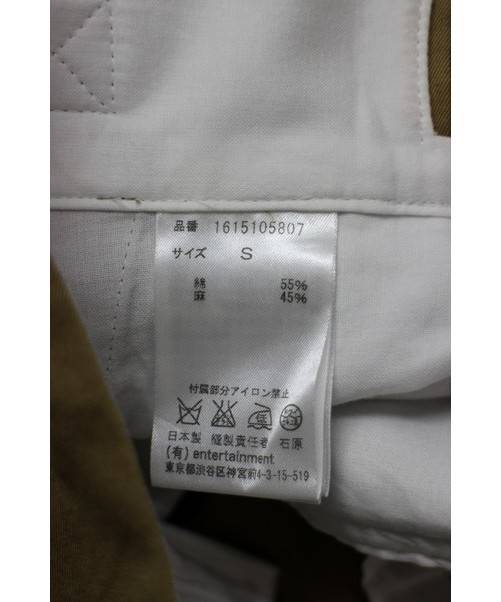 品番 1615105807
サイズ S
綿 55%
麻 45%
付属部分アイロン禁止
日本製 縫製責任者 石原
(有) entertainment
東京都渋谷区神宮前4-3-15-519